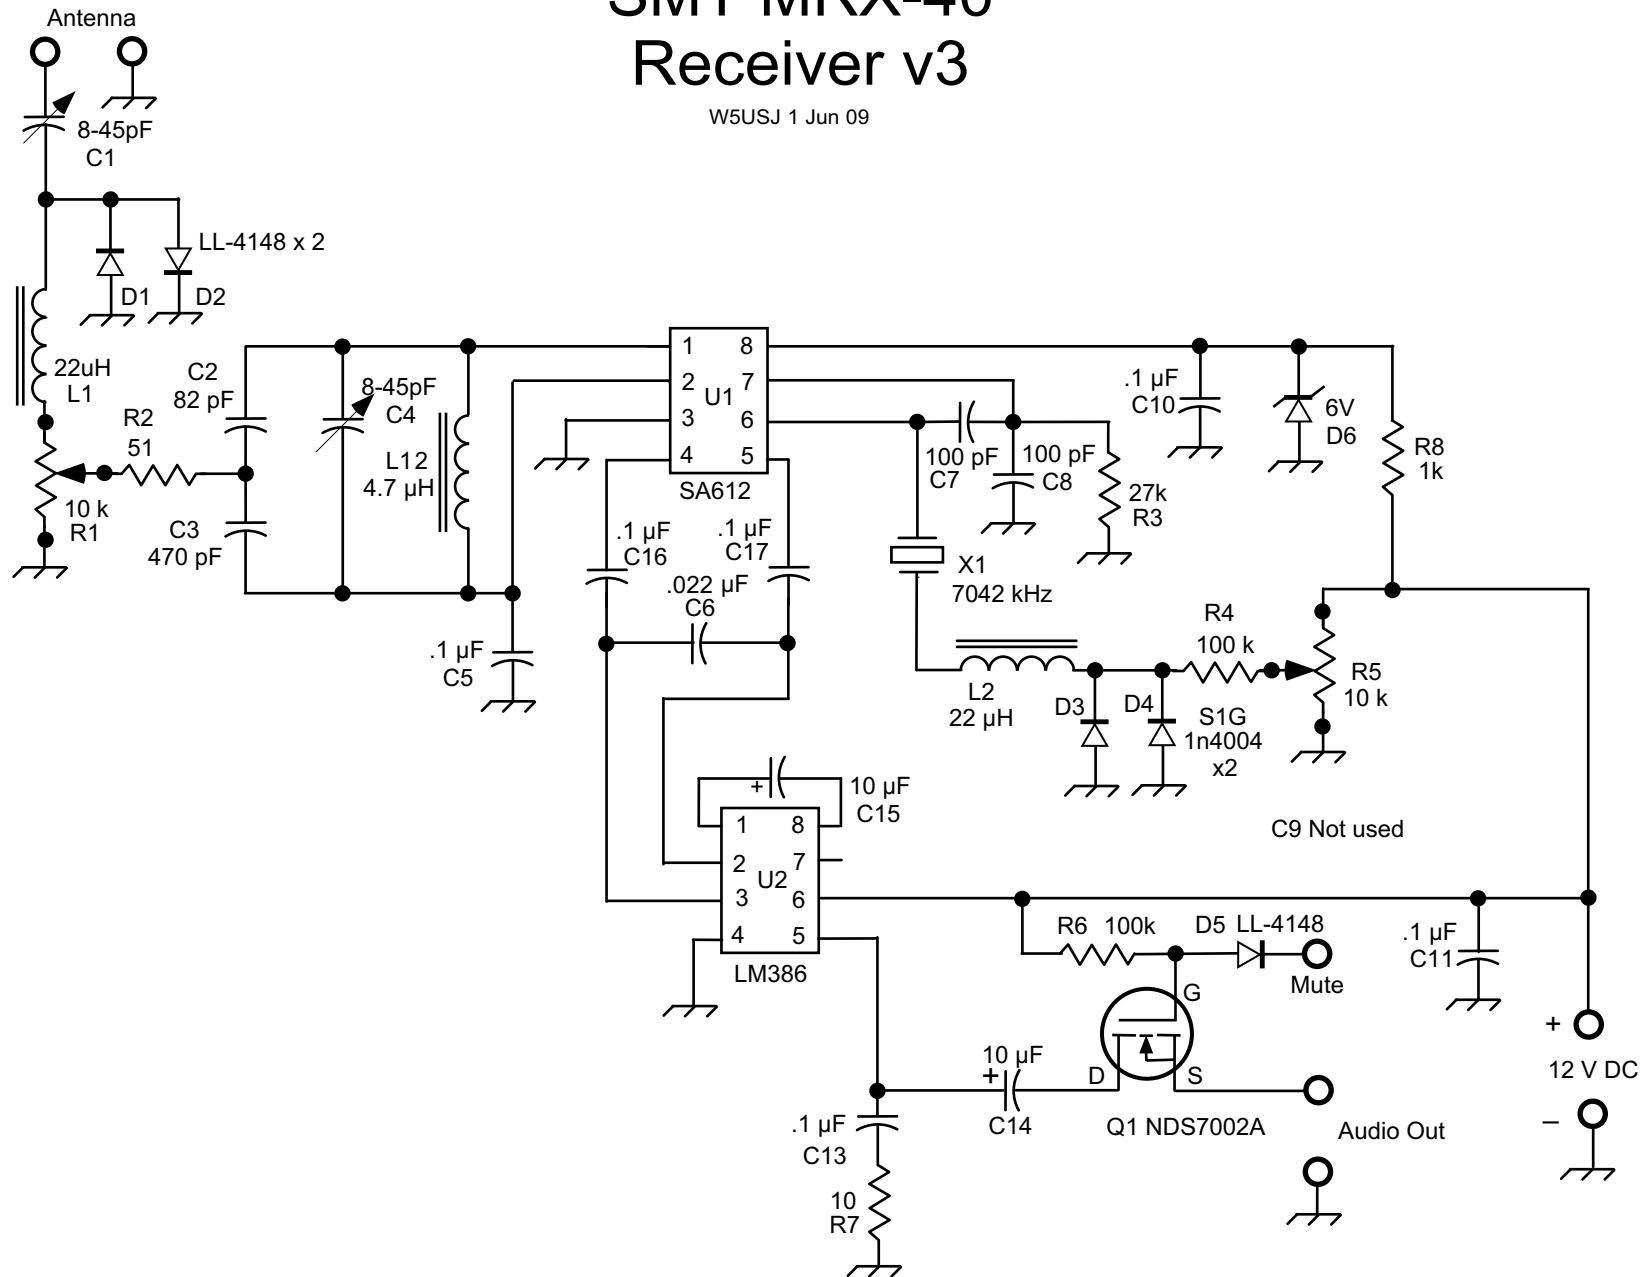 SMT MRX-40
Receiver v3
W5USJ 1 Jun 09
Antenna
8-45pF
C1
LL-4148 x 2
D1
D2
22uH
L1
C2
82 pF
R2
51
10 k
R1
C3
470 pF
8-45pF
C4
L12
4.7 µH
.1 µF
C5
1
2
3
4
8
7
6
5
U1
SA612
.1 µF
C16
.1 µF
C17
.022 µF
C6
100 pF
C7
100 pF
C8
27k
R3
.1 µF
C10
6V
D6
R8
1k
X1
7042 kHz
L2
22 µH
D3
D4
S1G
1n4004
x2
R4
100 k
R5
10 k
C9 Not used
+
10 µF
C15
1
2
3
4
8
7
6
5
U2
LM386
R6 100k
D5 LL-4148
Mute
.1 µF
C11
G
D
S
Q1 NDS7002A
10 µF
+
C14
.1 µF
C13
10
R7
Audio Out
+
12 V DC
–